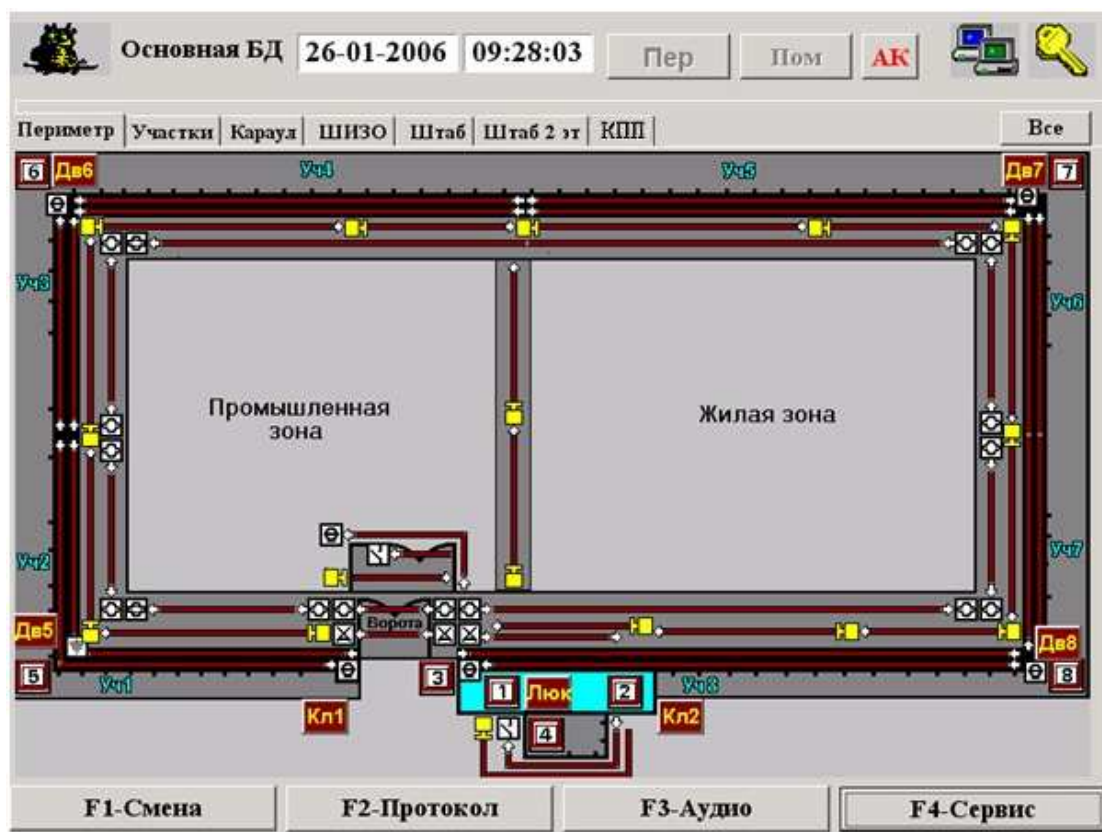 Основная БД 26-01-2006 09:28:03 Пер Пом АК
Периметр Участки Караул ШИЗО Штаб Штаб 2 эт КПП Все
6 Дв6 Уч4 Уч5 Дв7 7
Уч3 Уч6
Промышленная
зона
Жилая зона
Уч2 Уч7
Ворота
Дв5 Дв8
5 Уч1 3 1 Люк 2 Уч8 8
Кл1 4 Кл2
F1-Смена F2-Протокол F3-Аудио F4-Сервис